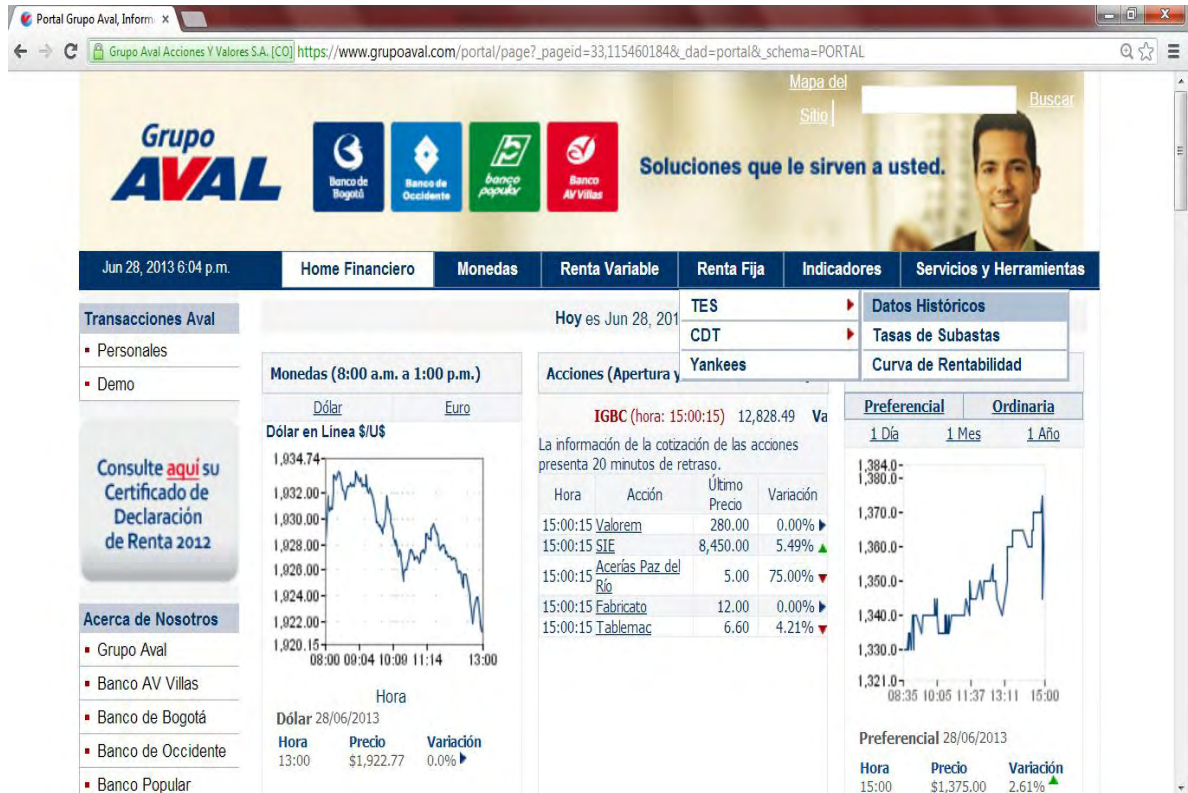 Portal Grupo Aval, Inform
Grupo Aval Acciones Y Valores S.A. [CO] https://www.grupoaval.com/portal/page?_pageid=33,115460184&_dad=portal&_schema=PORTAL
Mapa del
Sitio
Buscar
Grupo
AVAL
Banco de
Bogotá
Banco de
Occidente
banco
popular
Banco
AV Villas
Soluciones que le sirven a usted.
Jun 28, 2013 6:04 p.m.
Home Financiero
Monedas
Renta Variable
Renta Fija
Indicadores
Servicios y Herramientas
TES
CDT
Yankees
Datos Históricos
Tasas de Subastas
Curva de Rentabilidad
Transacciones Aval
Personales
Demo
Consulte aquí su
Certificado de
Declaración
de Renta 2012
Acerca de Nosotros
Grupo Aval
Banco AV Villas
Banco de Bogotá
Banco de Occidente
Banco Popular
Hoy es Jun 28, 201
Monedas (8:00 a.m. a 1:00 p.m.)
Dólar Euro
Dólar en Linea $/U$
1,934.74
1,932.00
1,930.00
1,928.00
1,926.00
1,924.00
1,922.00
1,920.15
08:00 09:04 10:09 11:14 13:00
Hora
Dólar 28/06/2013
Hora Precio Variación
13:00 $1,922.77 0.0%
Acciones (Apertura y
IGBC (hora: 15:00:15) 12,828.49 Va
La información de la cotización de las acciones
presenta 20 minutos de retraso.
Hora Acción Último Precio Variación
15:00:15 Valorem 280.00 0.00%
15:00:15 SIE 8,450.00 5.49%
15:00:15 Acerías Paz del Río 5.00 75.00%
15:00:15 Fabricato 12.00 0.00%
15:00:15 Tablemac 6.60 4.21%
Preferencial Ordinaria
1 Día 1 Mes 1 Año
1,384.0
1,380.0
1,370.0
1,360.0
1,350.0
1,340.0
1,330.0
1,321.0
08:35 10:05 11:37 13:11 15:00
Preferencial 28/06/2013
Hora Precio Variación
15:00 $1,375.00 2.61%